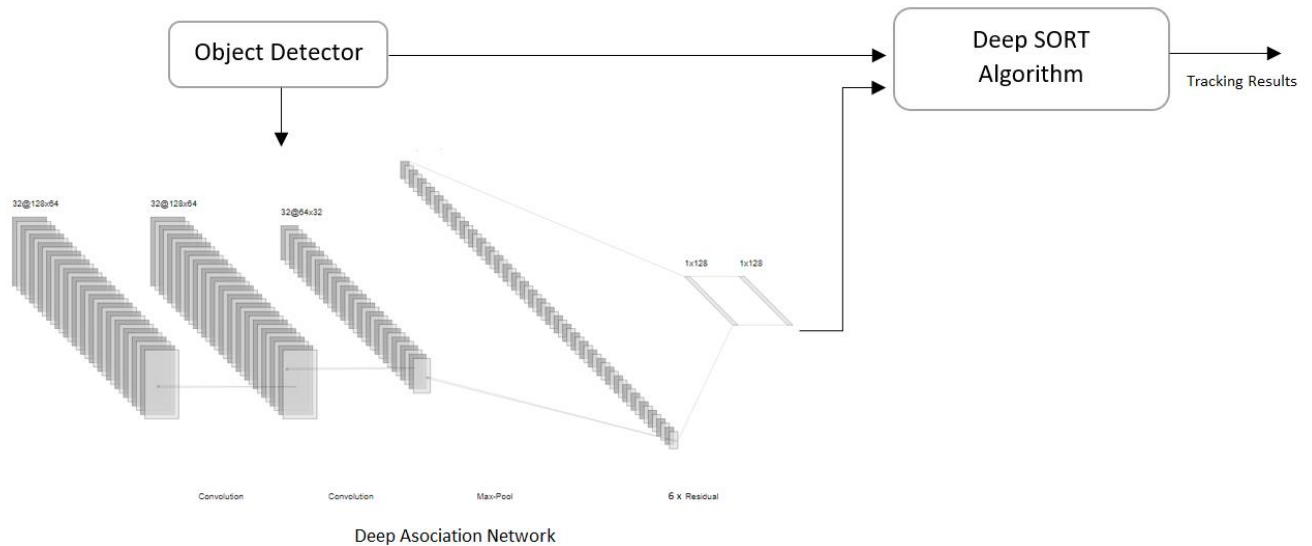 Object Detector
Deep SORT
Algorithm
Tracking Results
32@128x64
32@128x64
32@64x32
1x128
1x128
Convolution
Convolution
Max-Pool
6 x Residual
Deep Asociation Network